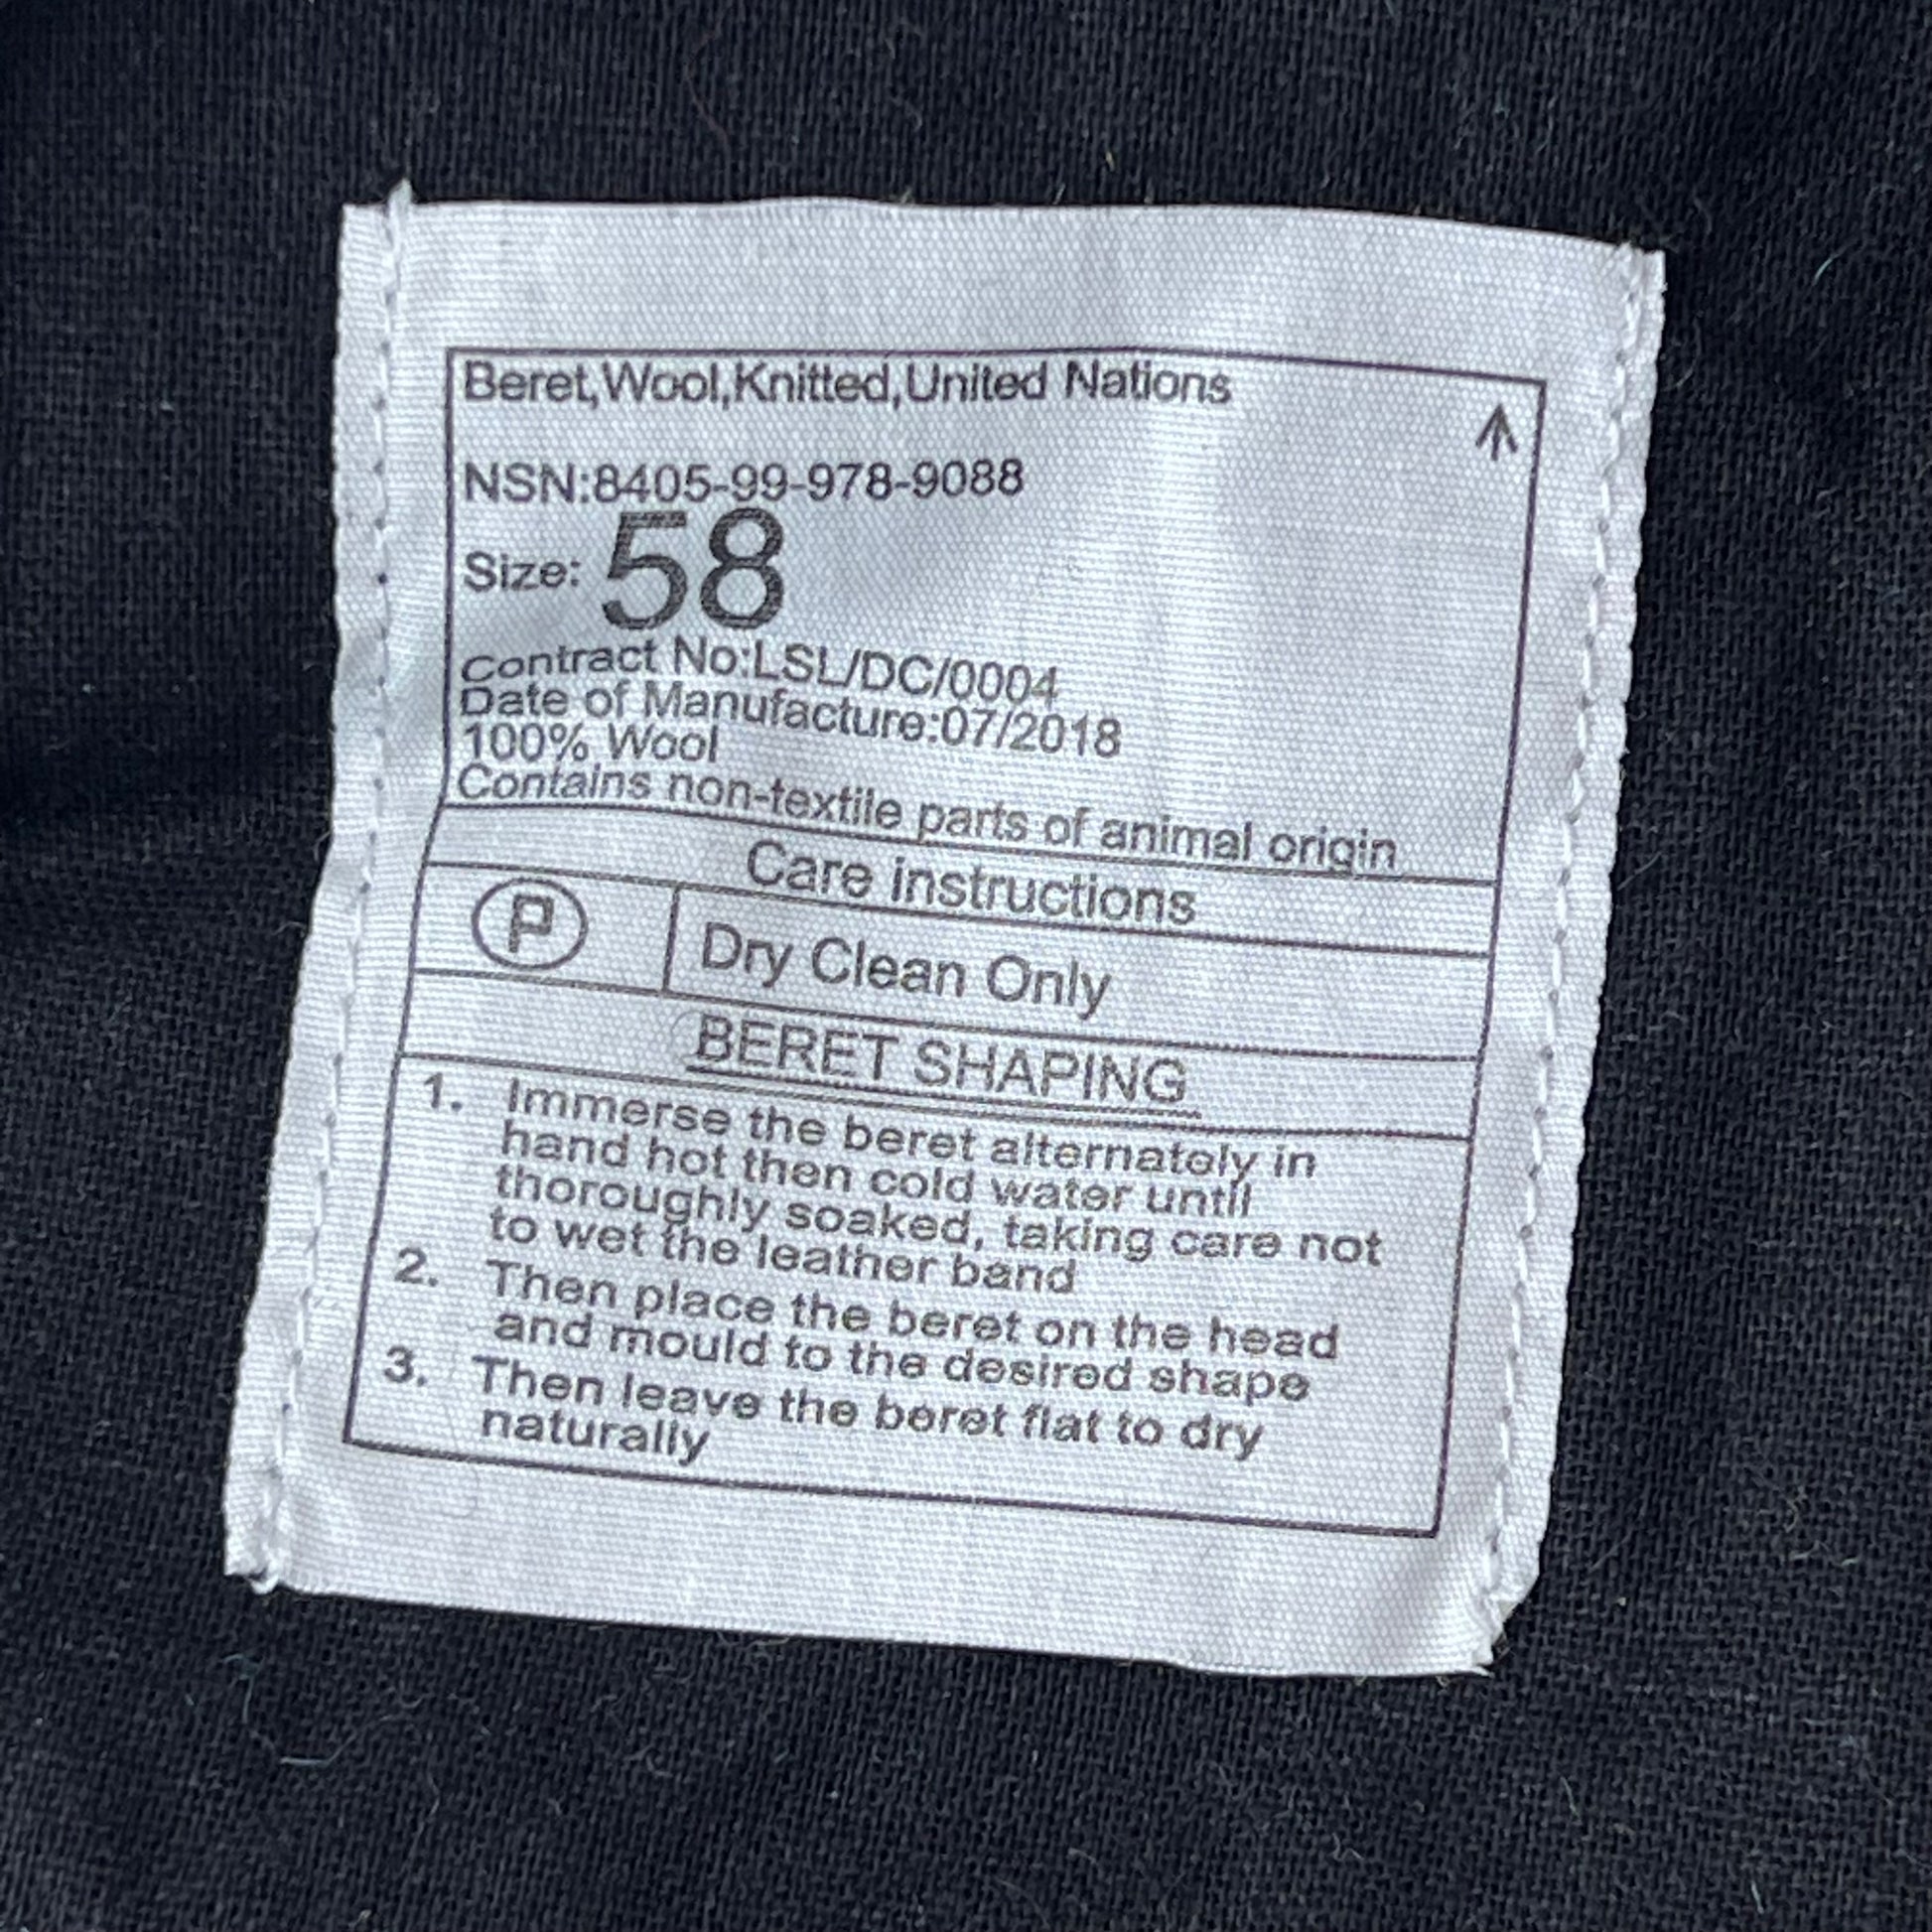 Beret,Wool,Knitted,United Nations
NSN:8405-99-978-9088
Size: 58
Contract No:LSL/DC/0004
Date of Manufacture:07/2018
100% Wool
Contains non-textile parts of animal origin
Care instructions
P Dry Clean Only
BERET SHAPING
1. Immerse the beret alternately in
hand hot then cold water until
thoroughly soaked, taking care not
to wet the leather band
2. Then place the beret on the head
and mould to the desired shape
3. Then leave the beret flat to dry
naturally